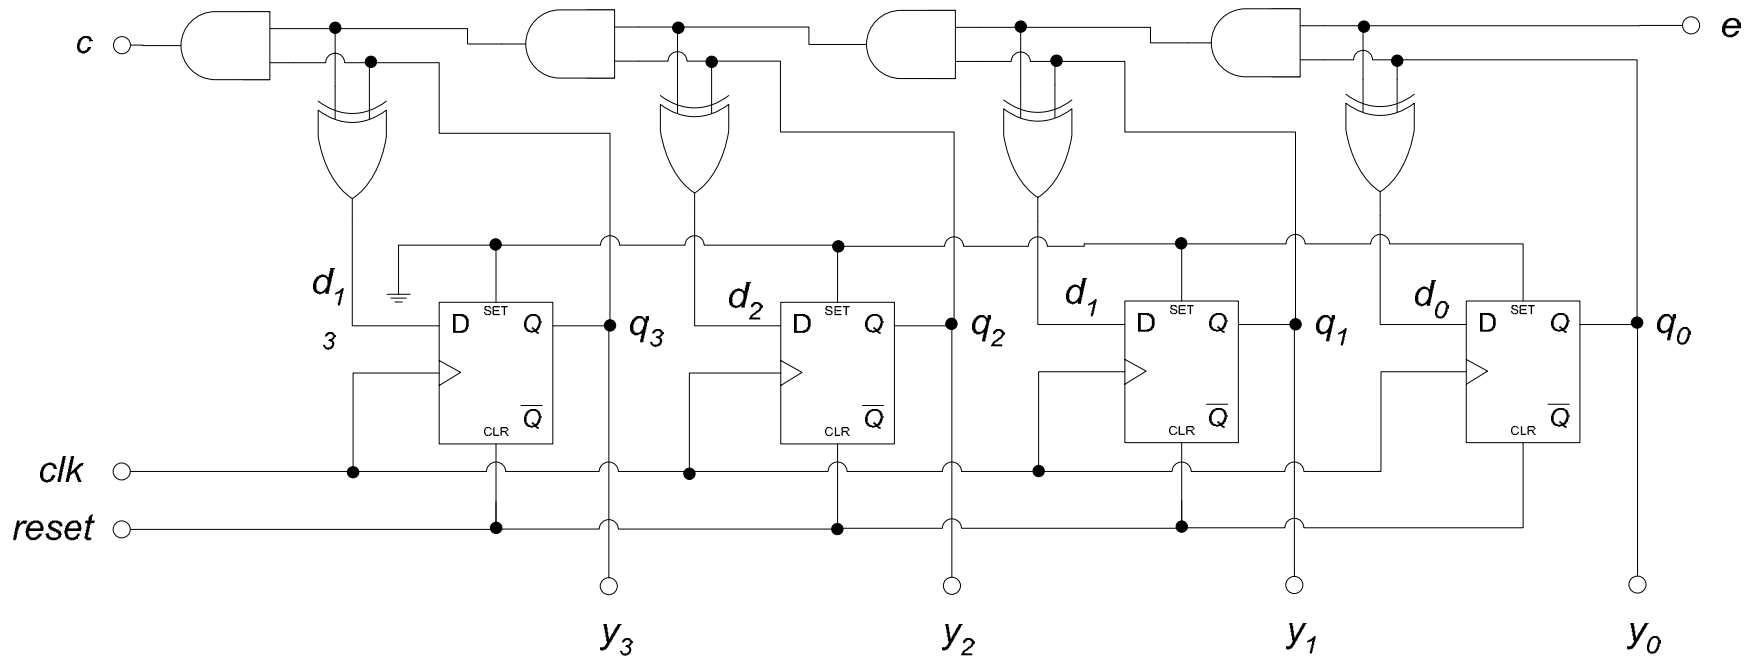 c
e
d1
3
d2
d1
d0
SET
SET
SET
SET
D
Q
q3
D
Q
q2
D
Q
q1
D
Q
q0
Q
Q
Q
Q
CLR
CLR
CLR
CLR
clk
reset
y3
y2
y1
y0